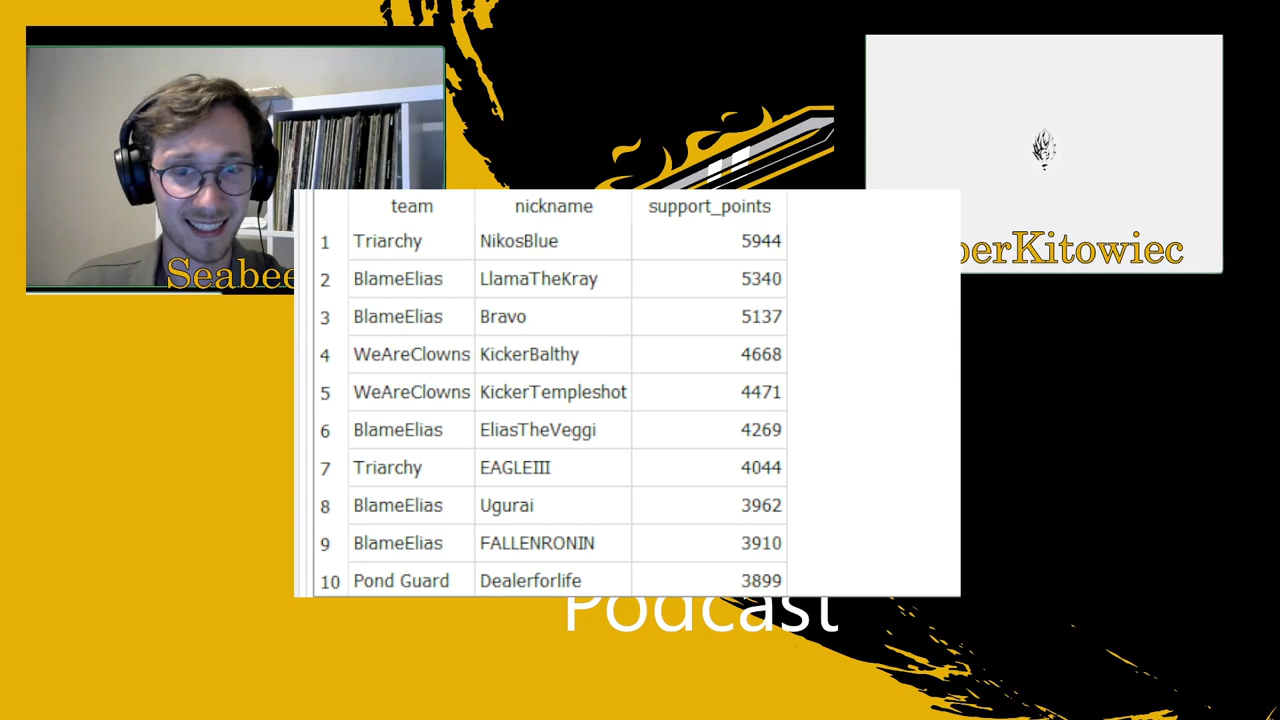 Seabee
perKitowiec
team nickname support_points
1 Triarchy NikosBlue 5944
2 BlameElias LlamaTheKray 5340
3 BlameElias Bravo 5137
4 WeAreClowns KickerBalthy 4668
5 WeAreClowns KickerTempleshot 4471
6 BlameElias EliasTheVeggi 4269
7 Triarchy EAGLEIII 4044
8 BlameElias Ugurai 3962
9 BlameElias FALLENRONIN 3910
10 Pond Guard Dealerforlife 3899
Podcast